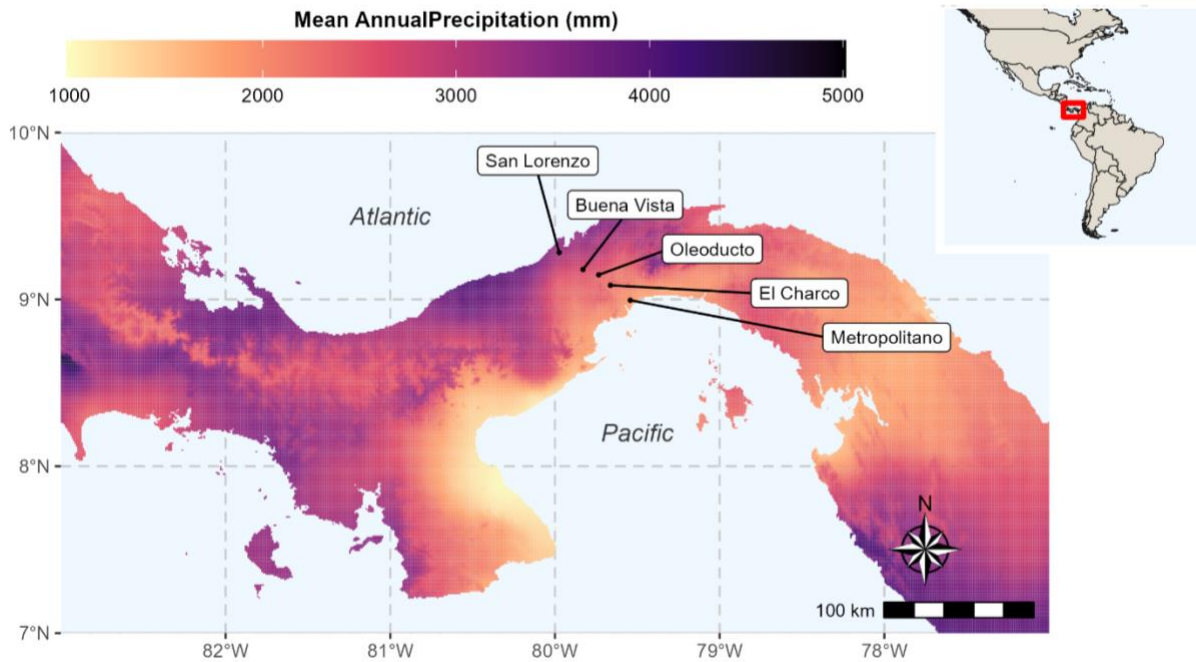 Mean AnnualPrecipitation (mm)
1000 2000 3000 4000 5000
10°N
San Lorenzo
Buena Vista
Atlantic
Oleoducto
9°N
El Charco
Metropolitano
Pacific
8°N
N
100 km
7°N
82°W 81°W 80°W 79°W 78°W